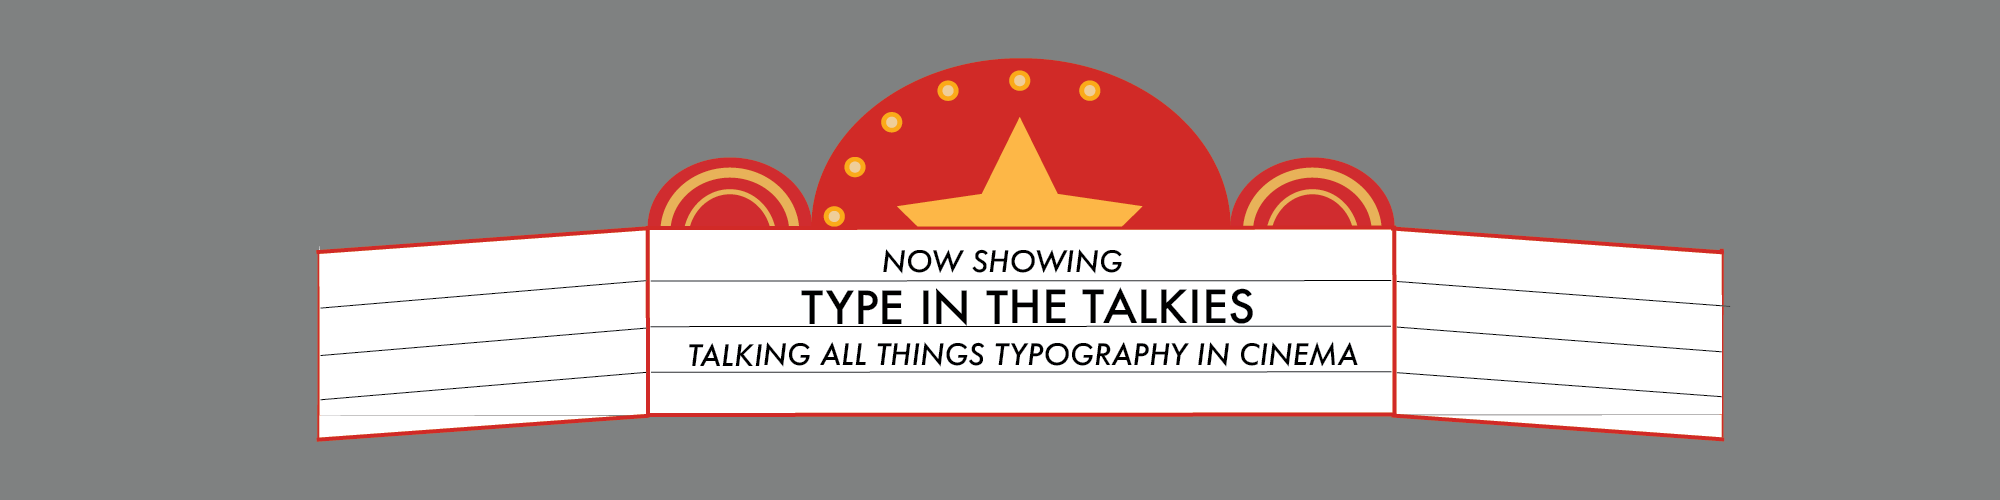 NOW SHOWING
TYPE IN THE TALKIES
TALKING ALL THINGS TYPOGRAPHY IN CINEMA